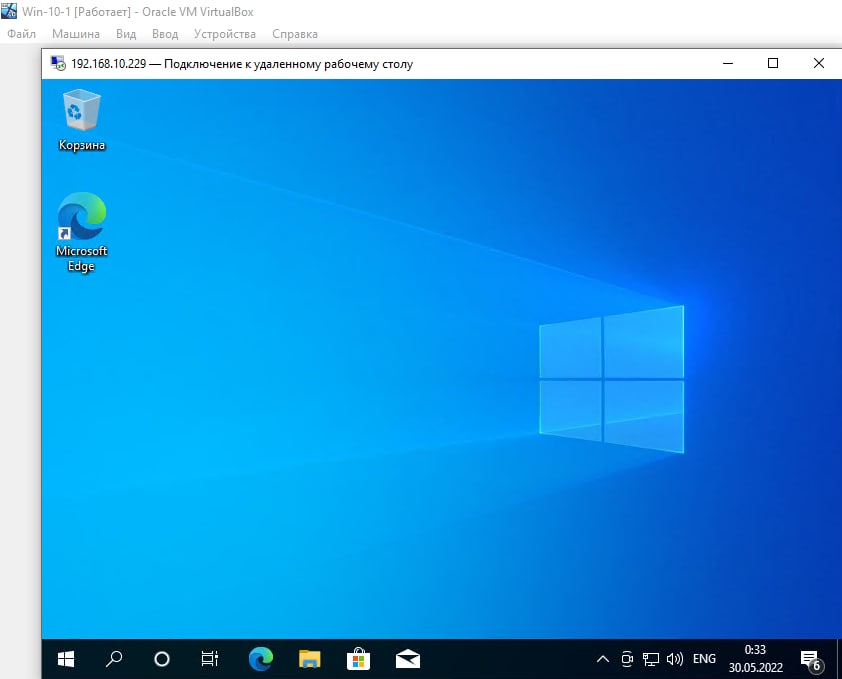 Win-10-1 [Работает] - Oracle VM VirtualBox
Файл Машина Вид Ввод Устройства Справка
192.168.10.229 — Подключение к удаленному рабочему столу
Корзина
Microsoft
Edge
ENG
0:33
30.05.2022
6